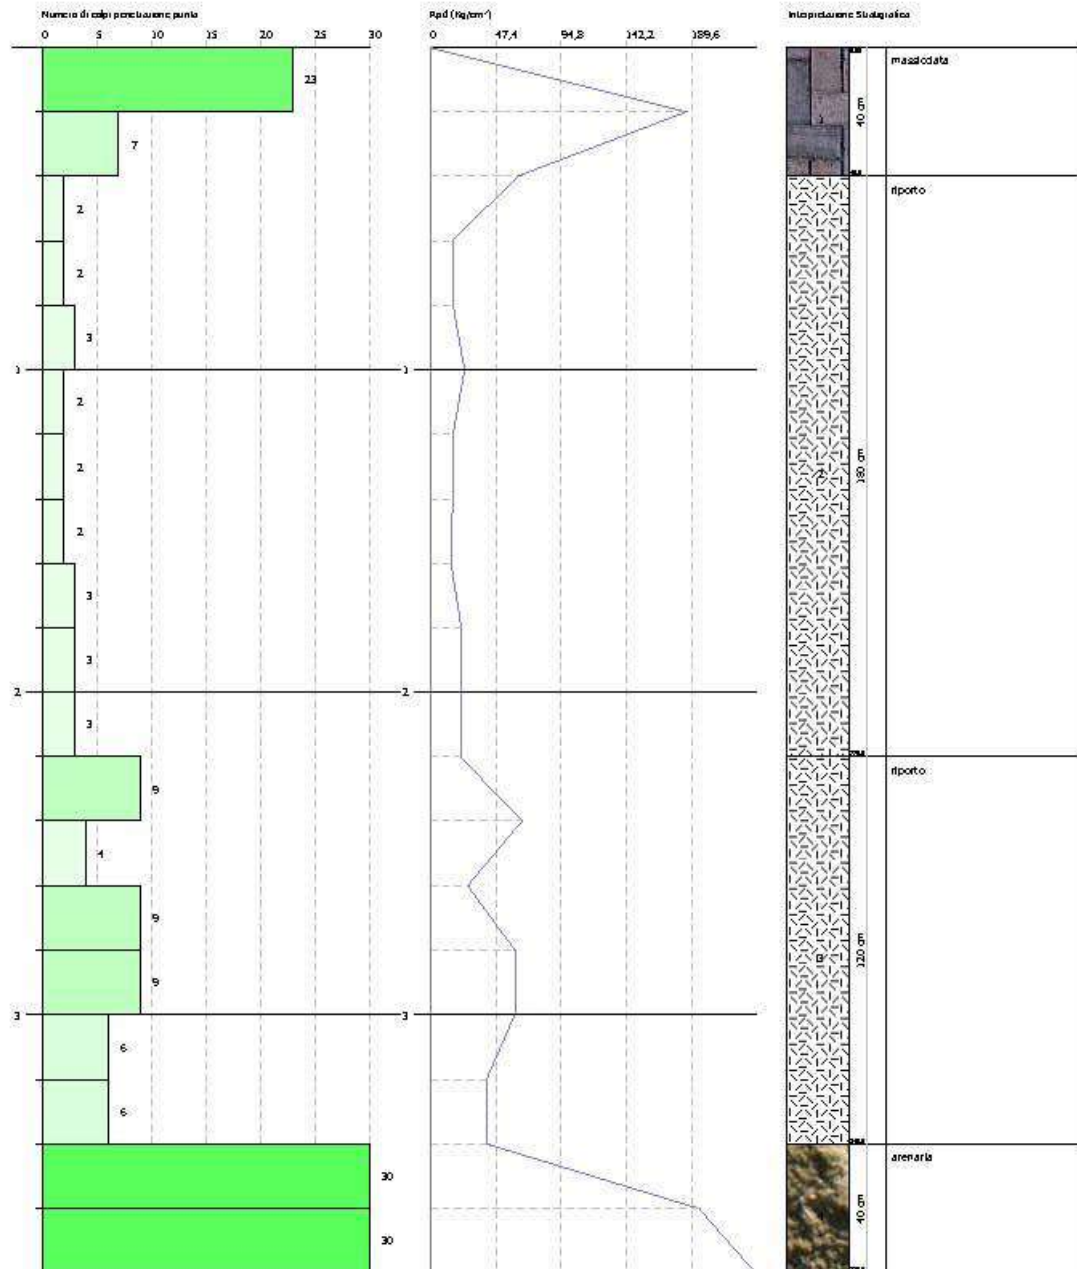 Numero di colpi penetrazione punta
Rpd (Kg/cm²)
Interpretazione Stratigrafica
0 5 10 15 20 25 30
0 47,4 94,8 142,2 189,6
23
massicciata
1
40 cm
7
2
riporto
2
3
1
1
2
2
2
180 cm
2
3
3
2
2
3
9
riporto
4
9
3
120 cm
9
3
3
6
6
30
arenaria
40 cm
30